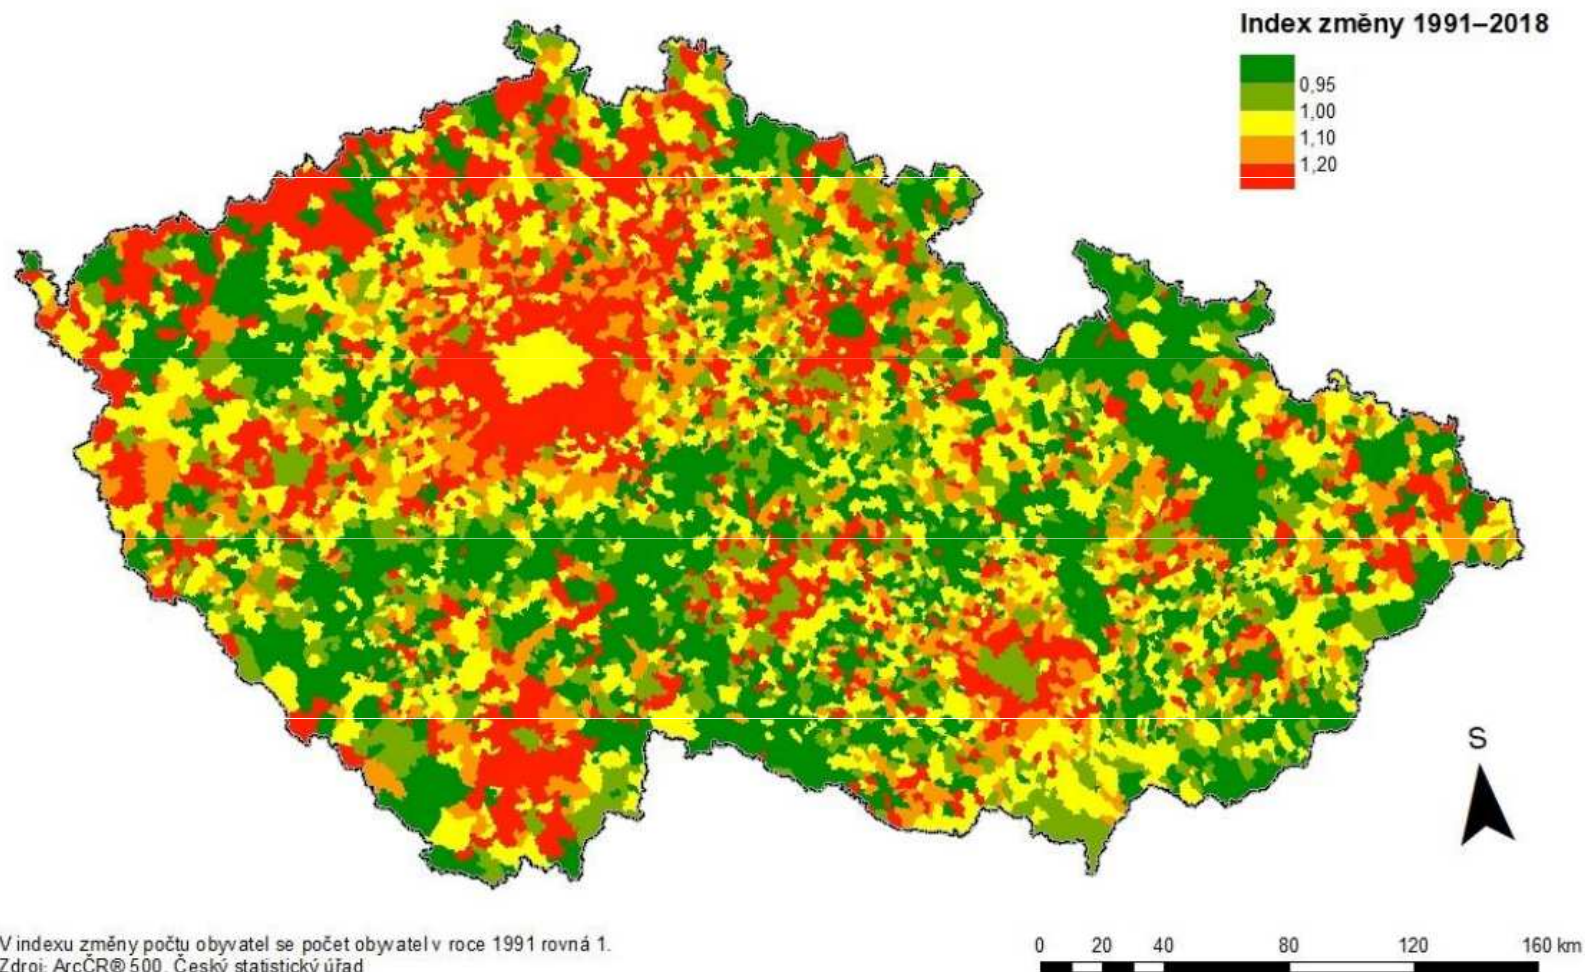 Index změny 1991–2018
0,95
1,00
1,10
1,20
S
V indexu změny počtu obyvatel se počet obyvatel v roce 1991 rovná 1.
Zdroj: ArcČR® 500, Český statistický úřad
0 20 40 80 120 160 km